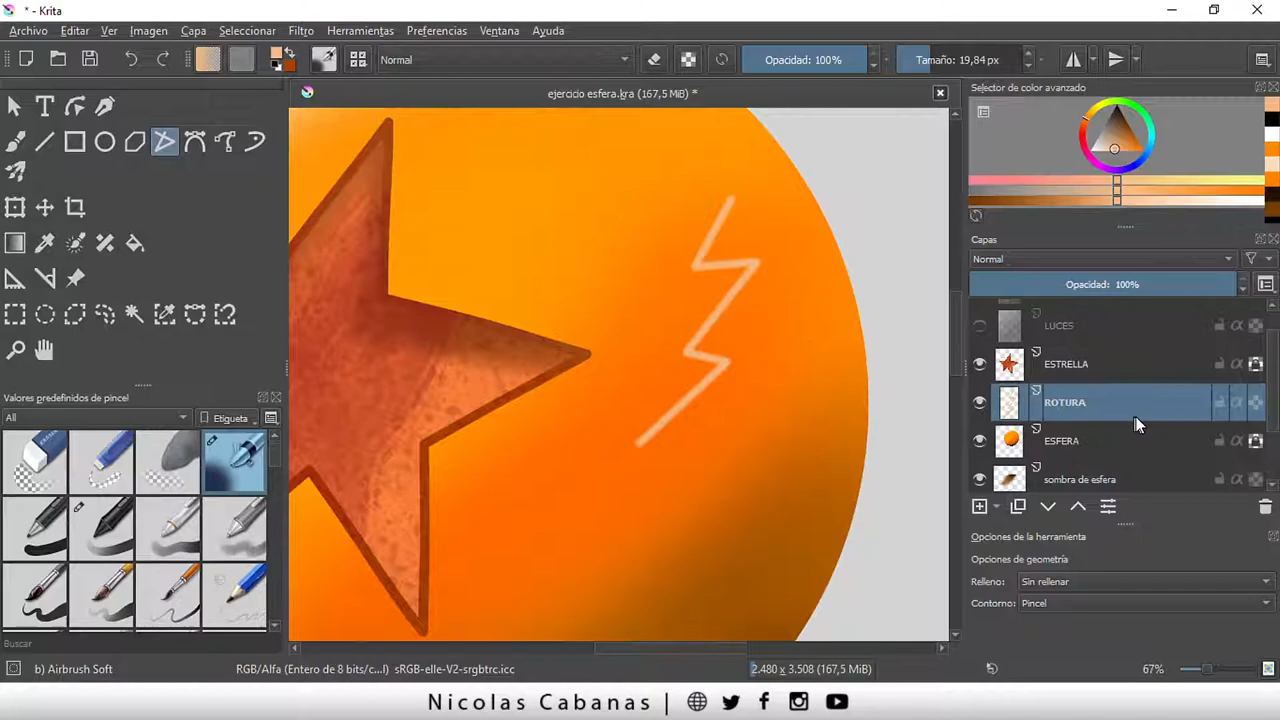 * - Krita
Archivo Editar Ver Imagen Capa Seleccionar Filtro Herramientas Preferencias Ventana Ayuda
Normal Opacidad: 100% Tamaño: 19,84 px
ejercicio esfera.kra (167,5 MiB) *
Selector de color avanzado
Capas
Normal
Opacidad: 100%
LUCES
ESTRELLA
ROTURA
ESFERA
sombra de esfera
Valores predefinidos de pincel
All Etiqueta
Opciones de la herramienta
Opciones de geometría
Relleno: Sin rellenar
Contorno: Pincel
Buscar
b) Airbrush Soft RGB/Alfa (Entero de 8 bits/c...l) sRGB-elle-V2-srgbtrc.icc 2.480 x 3.508 (167,5 MiB) 67%
Nicolas Cabanas |